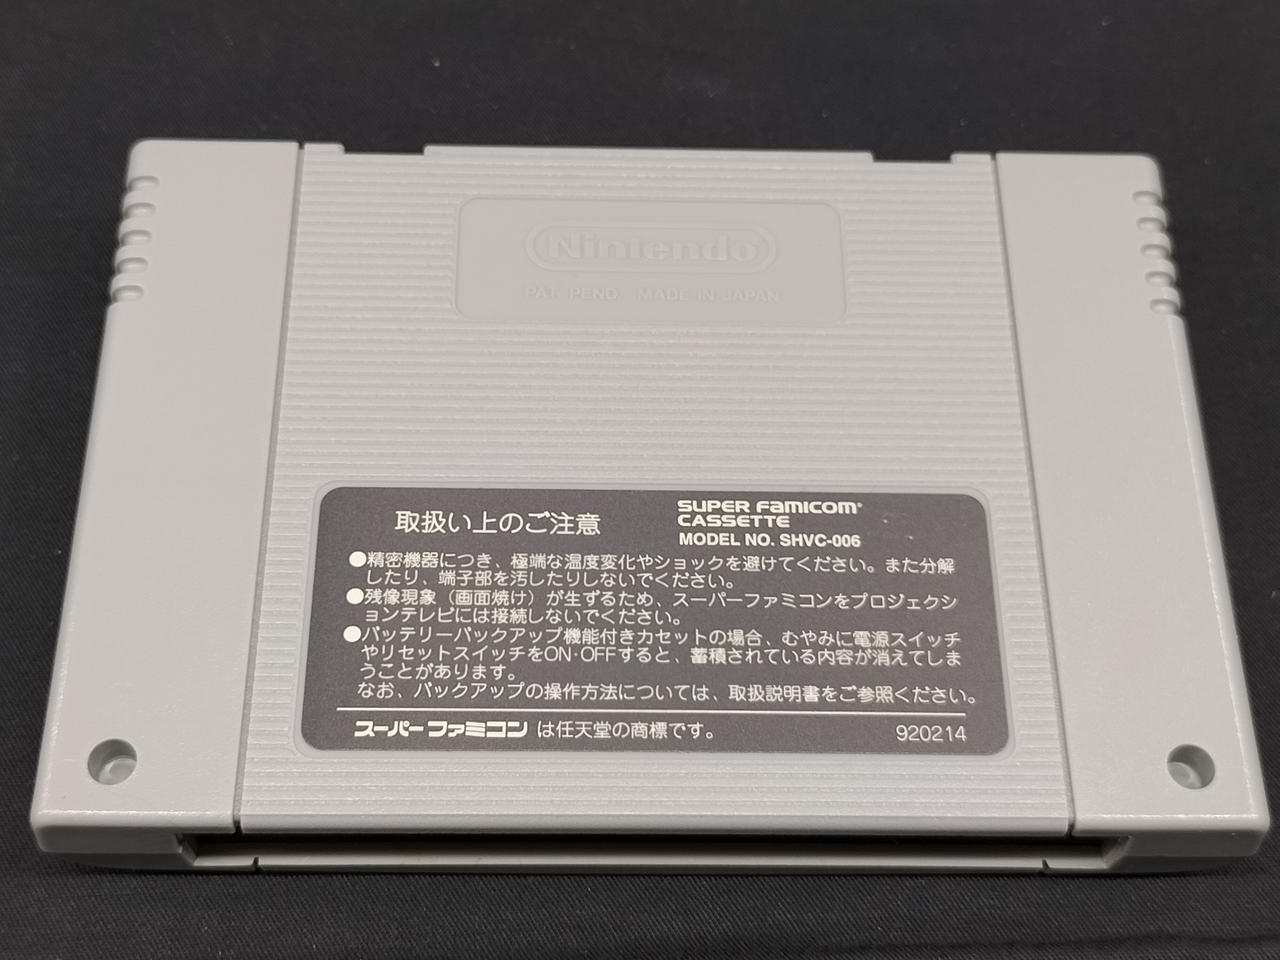 Nintendo
PAT. PEND. MADE IN JAPAN
取扱い上のご注意
SUPER FAMICOM®
CASSETTE
MODEL NO. SHVC-006
●精密機器につき、極端な温度変化やショックを避けてください。また分解
したり、端子部を汚したりしないでください。
●残像現象（画面焼け）が生ずるため、スーパーファミコンをプロジェクシ
ョンテレビには接続しないでください。
●バッテリーバックアップ機能付きカセットの場合、むやみに電源スイッチ
やリセットスイッチをON·OFFすると、蓄積されている内容が消えてしま
うことがあります。
なお、バックアップの操作方法については、取扱説明書をご参照ください。
スーパーファミコン は任天堂の商標です。
920214